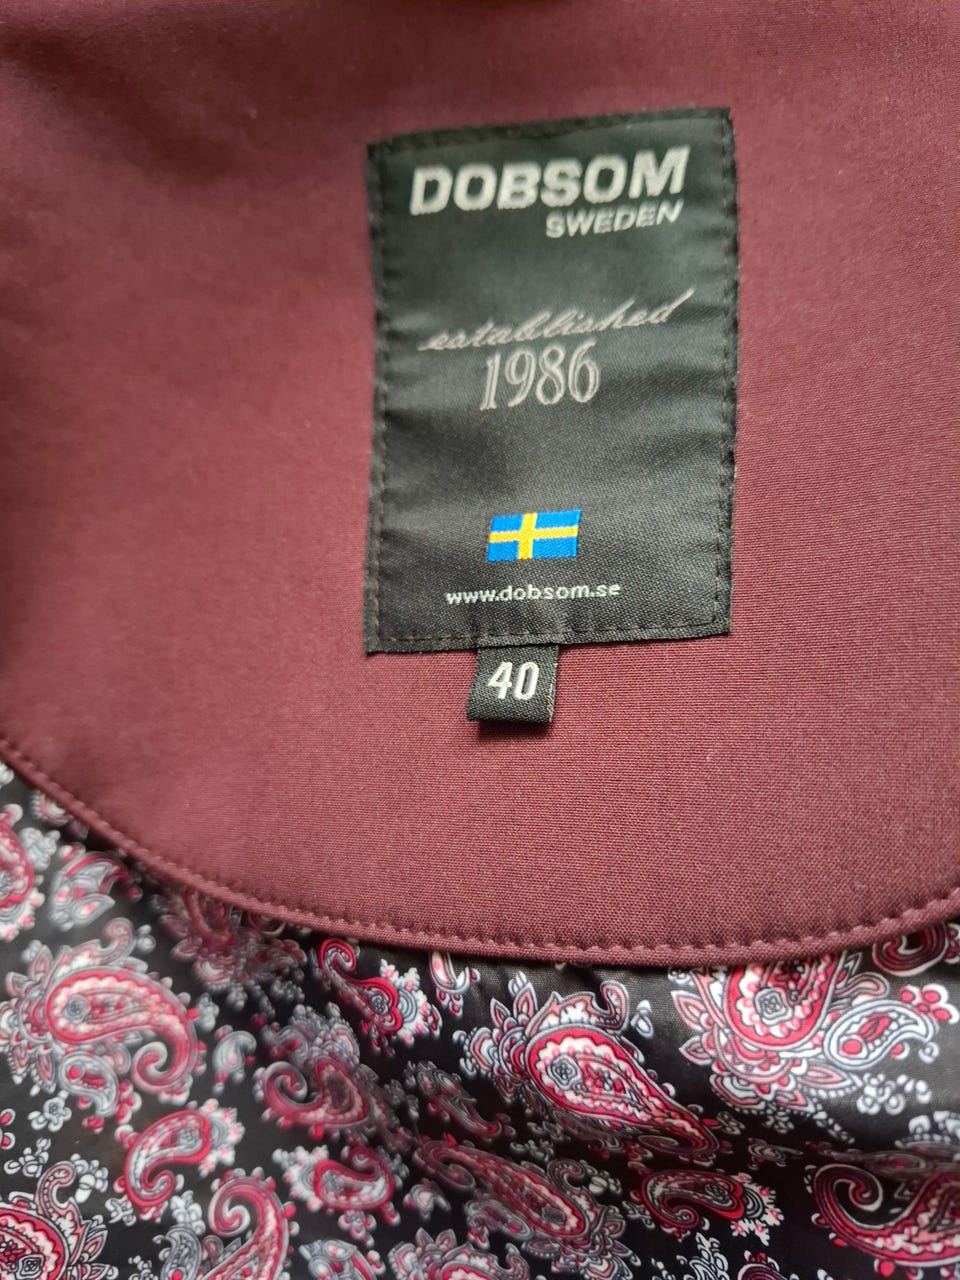 DOBSOM
SWEDEN
established
1986
www.dobsom.se
40